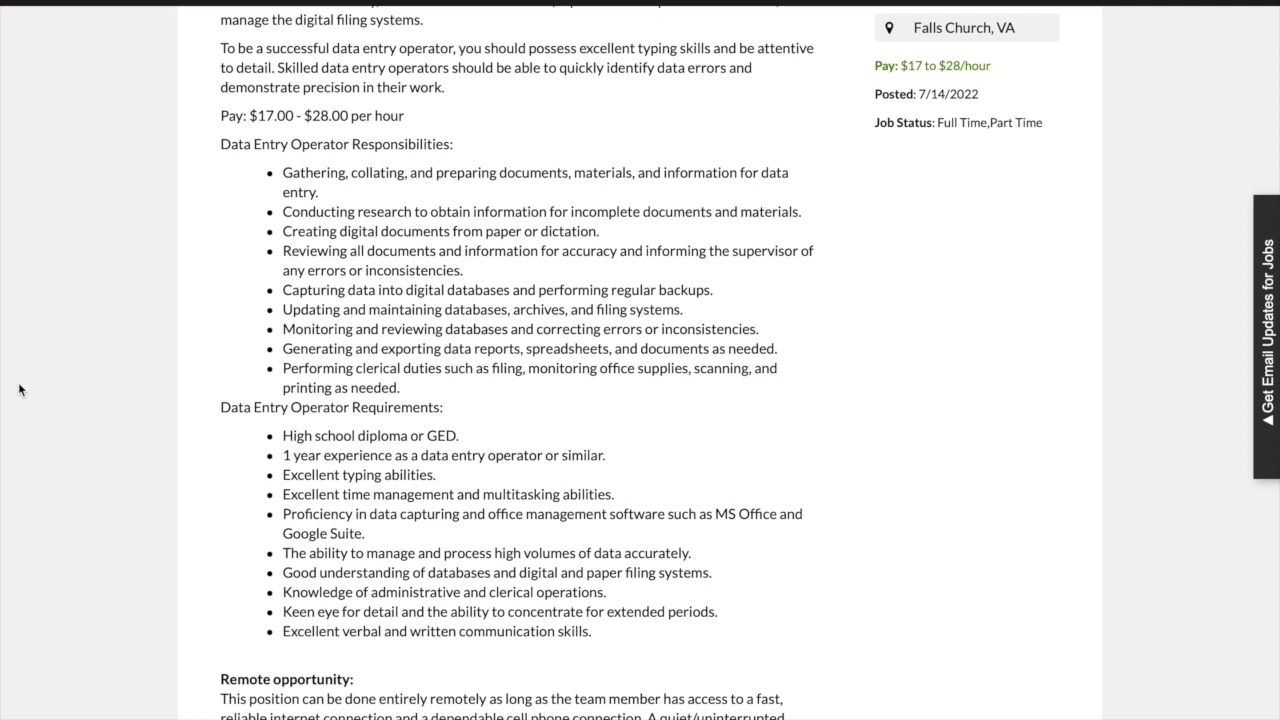 manage the digital filing systems.
To be a successful data entry operator, you should possess excellent typing skills and be attentive
to detail. Skilled data entry operators should be able to quickly identify data errors and
demonstrate precision in their work.
Pay: $17.00 - $28.00 per hour
Data Entry Operator Responsibilities:
Gathering, collating, and preparing documents, materials, and information for data
entry.
Conducting research to obtain information for incomplete documents and materials.
Creating digital documents from paper or dictation.
Reviewing all documents and information for accuracy and informing the supervisor of
any errors or inconsistencies.
Capturing data into digital databases and performing regular backups.
Updating and maintaining databases, archives, and filing systems.
Monitoring and reviewing databases and correcting errors or inconsistencies.
Generating and exporting data reports, spreadsheets, and documents as needed.
Performing clerical duties such as filing, monitoring office supplies, scanning, and
printing as needed.
Data Entry Operator Requirements:
High school diploma or GED.
1 year experience as a data entry operator or similar.
Excellent typing abilities.
Excellent time management and multitasking abilities.
Proficiency in data capturing and office management software such as MS Office and
Google Suite.
The ability to manage and process high volumes of data accurately.
Good understanding of databases and digital and paper filing systems.
Knowledge of administrative and clerical operations.
Keen eye for detail and the ability to concentrate for extended periods.
Excellent verbal and written communication skills.
Remote opportunity:
This position can be done entirely remotely as long as the team member has access to a fast,
reliable internet connection and a dependable cell phone connection. A quiet/uninterrupted
Falls Church, VA
Pay: $17 to $28/hour
Posted: 7/14/2022
Job Status: Full Time,Part Time
▲Get Email Updates for Jobs